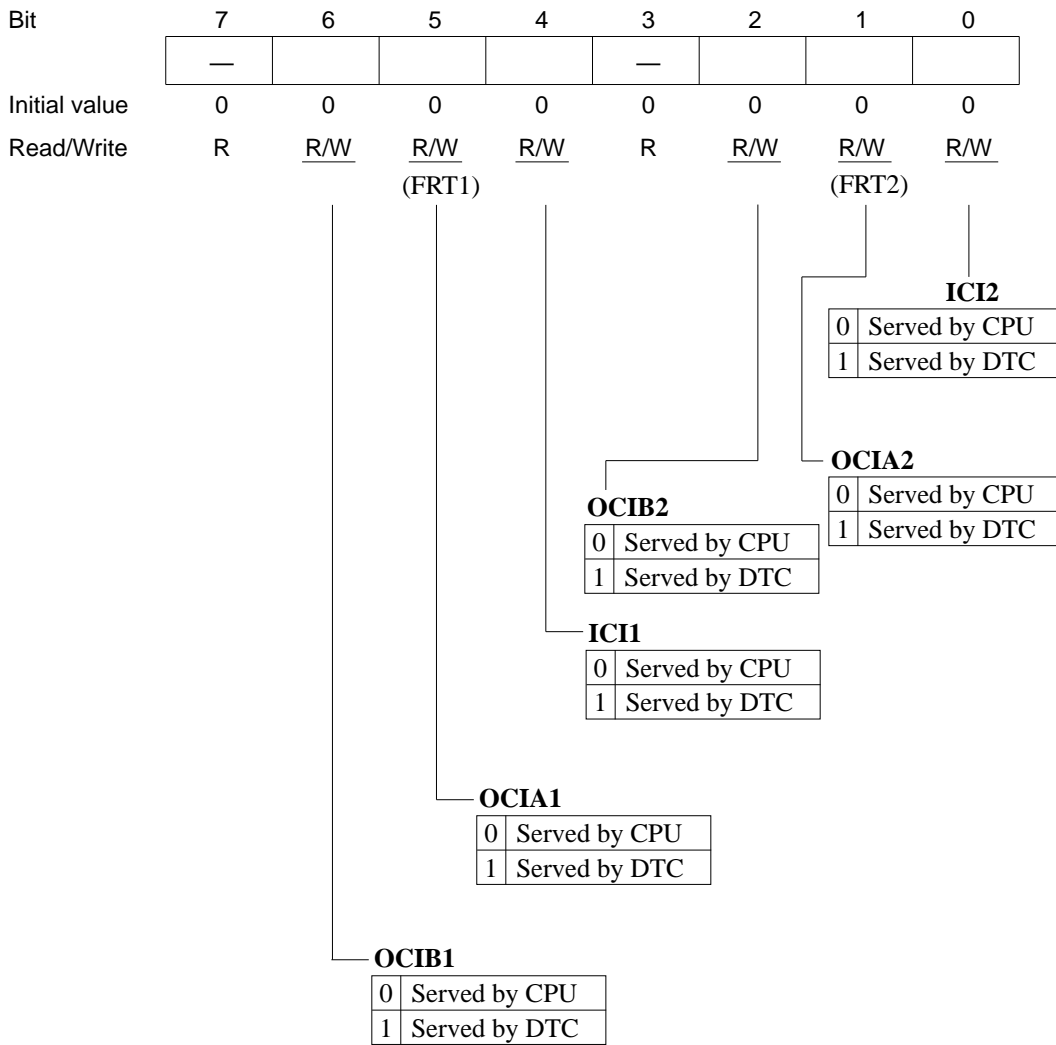 Bit 7 6 5 4 3 2 1 0
— —
Initial value 0 0 0 0 0 0 0 0
Read/Write R R/W R/W R/W R R/W R/W R/W
(FRT1) (FRT2)
ICI2
0 Served by CPU
1 Served by DTC
OCIA2
0 Served by CPU
1 Served by DTC
OCIB2
0 Served by CPU
1 Served by DTC
ICI1
0 Served by CPU
1 Served by DTC
OCIA1
0 Served by CPU
1 Served by DTC
OCIB1
0 Served by CPU
1 Served by DTC